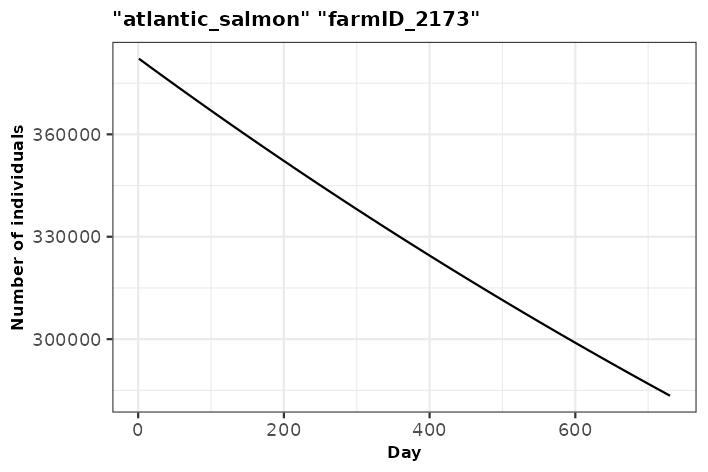 "atlantic_salmon" "farmID_2173"
Number of individuals
360000
330000
300000
0
200
400
600
Day